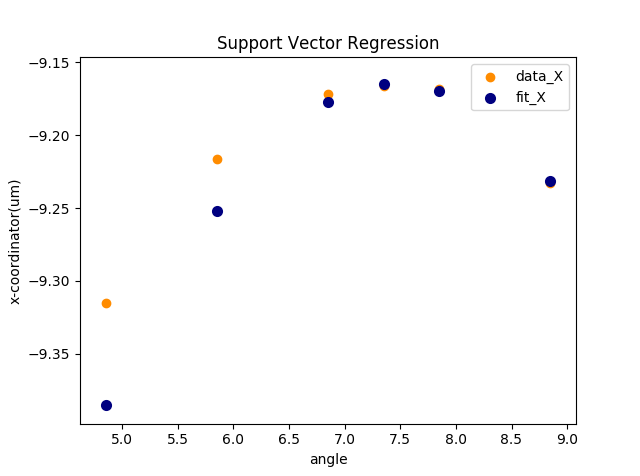 Support Vector Regression
data_X
fit_X
−9.15
−9.20
−9.25
−9.30
−9.35
x-coordinator(um)
5.0 5.5 6.0 6.5 7.0 7.5 8.0 8.5 9.0
angle